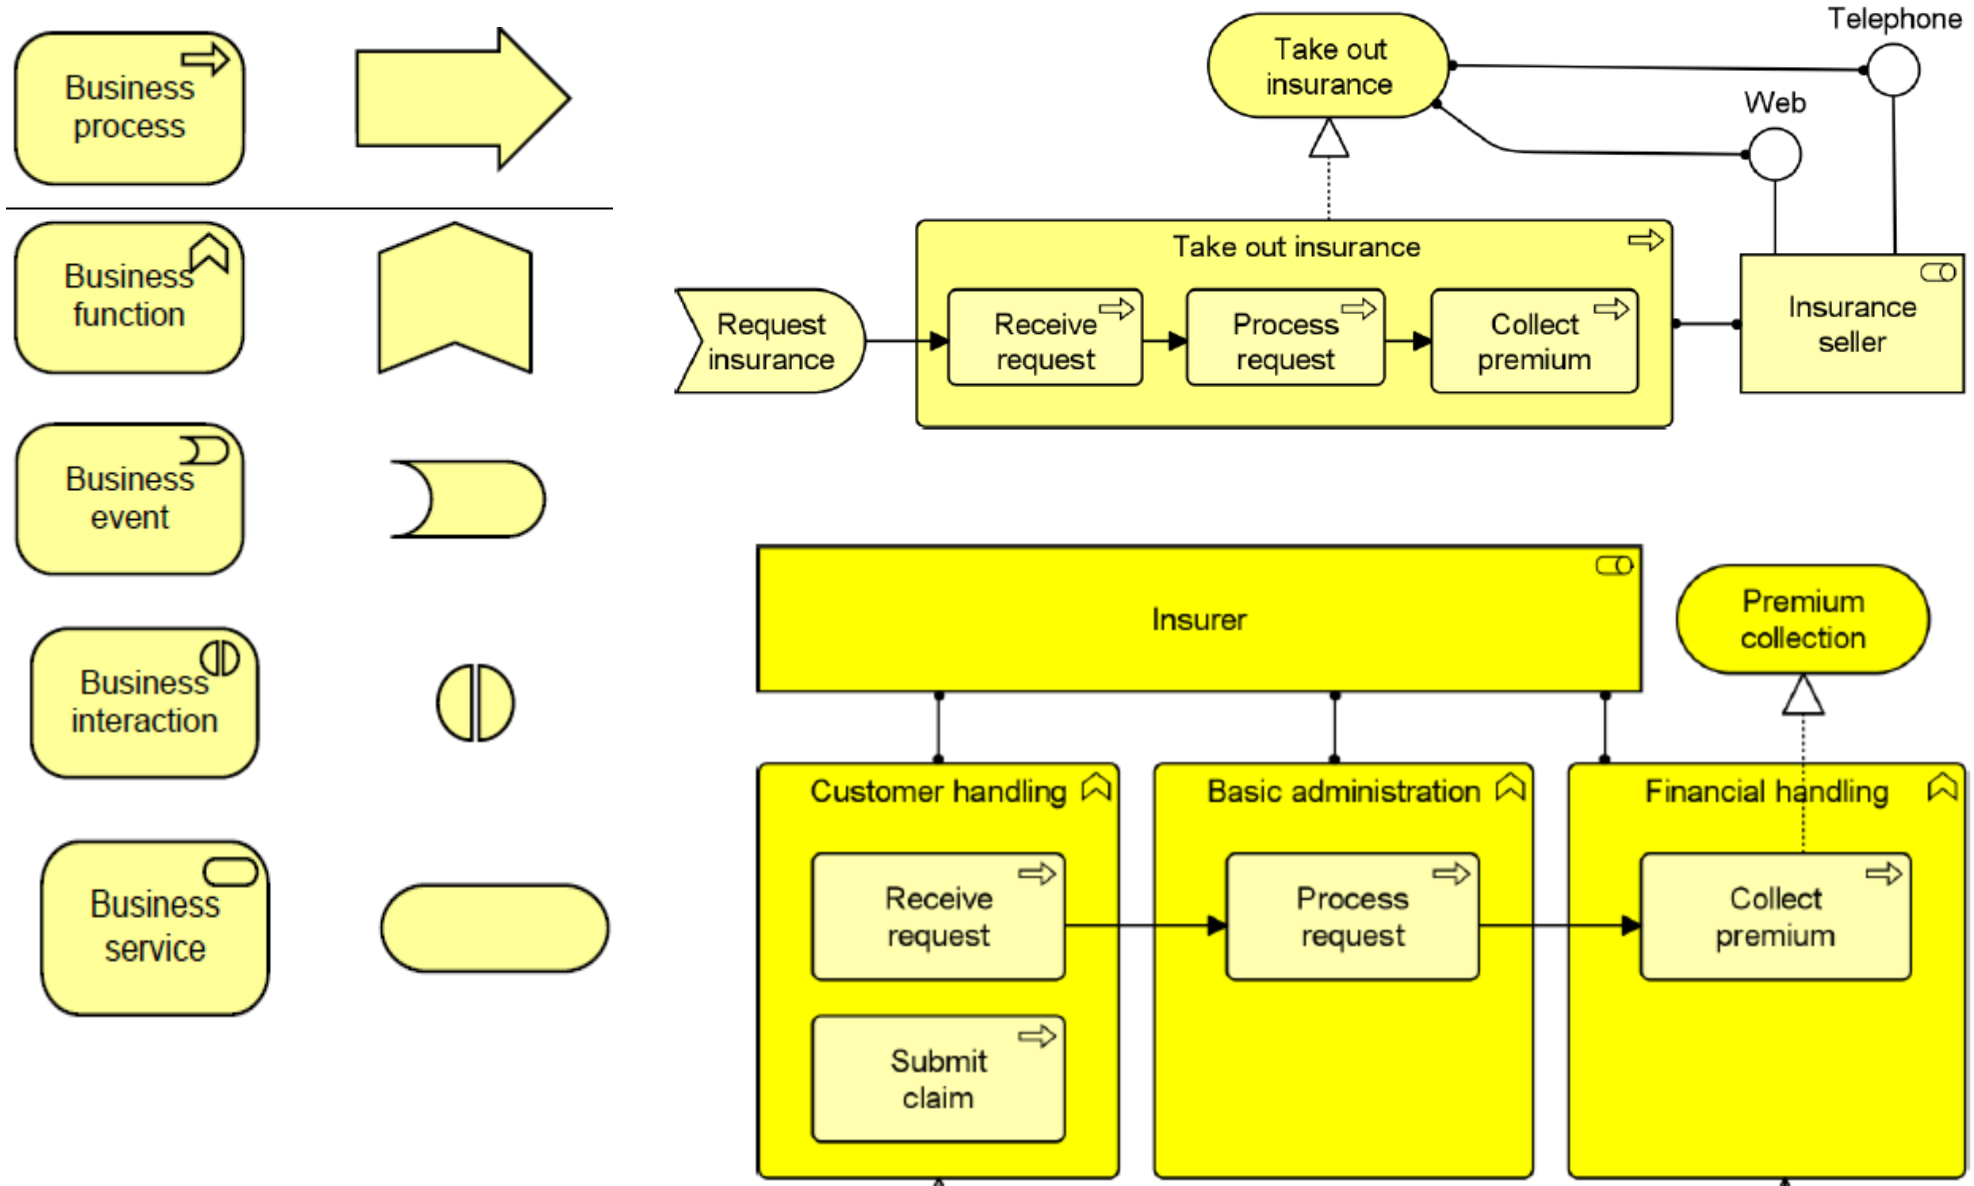 Business
process
Business
function
Business
event
Business
interaction
Business
service
Telephone
Take out
insurance
Web
Take out insurance
Request
insurance
Receive
request
Process
request
Collect
premium
Insurance
seller
Insurer
Premium
collection
Customer handling
Basic administration
Financial handling
Receive
request
Process
request
Collect
premium
Submit
claim